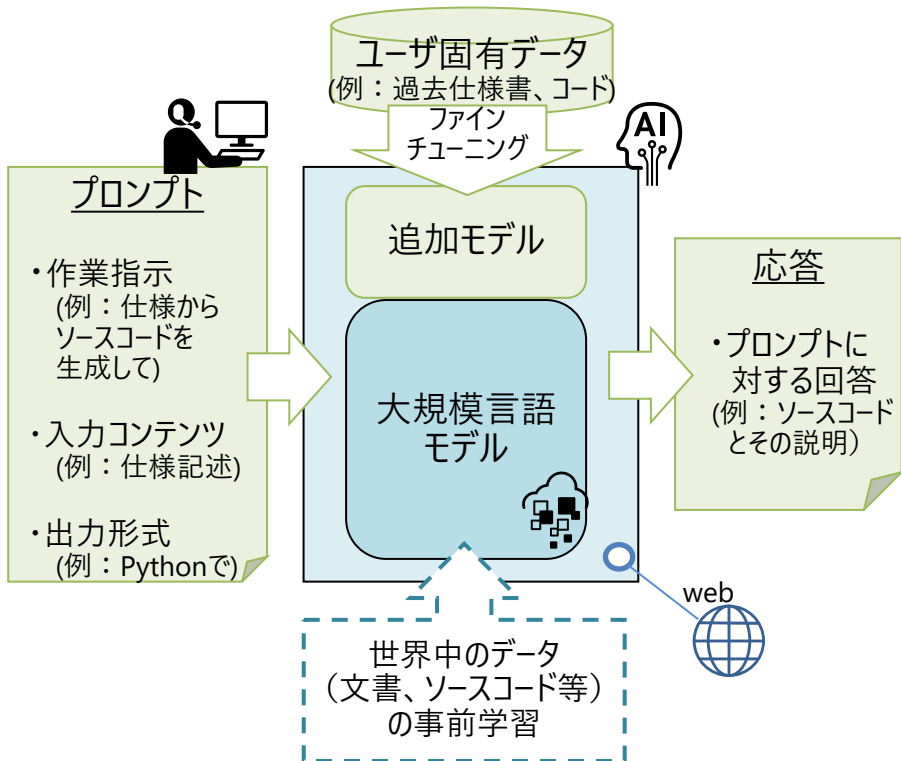 ユーザ固有データ
(例：過去仕様書、コード)
ファイン
チューニング
AI
プロンプト
・作業指示
(例：仕様から
ソースコードを
生成して)
・入力コンテンツ
(例：仕様記述)
・出力形式
(例：Pythonで)
追加モデル
大規模言語
モデル
応答
・プロンプトに
対する回答
(例：ソースコード
とその説明）
web
世界中のデータ
（文書、ソースコード等）
の事前学習